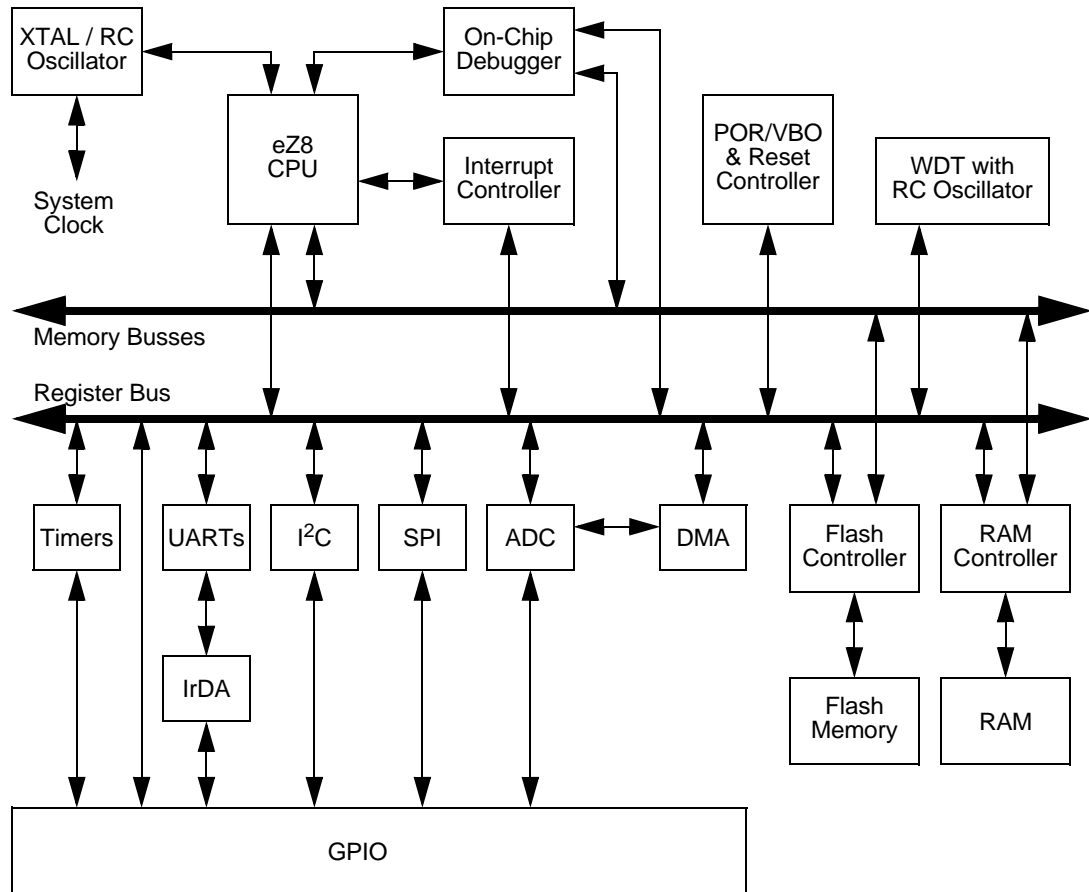 XTAL / RC
Oscillator
On-Chip
Debugger
eZ8
CPU
Interrupt
Controller
POR/VBO
& Reset
Controller
WDT with
RC Oscillator
System
Clock
Memory Busses
Register Bus
Timers
UARTs
I²C
SPI
ADC
DMA
Flash
Controller
RAM
Controller
IrDA
Flash
Memory
RAM
GPIO